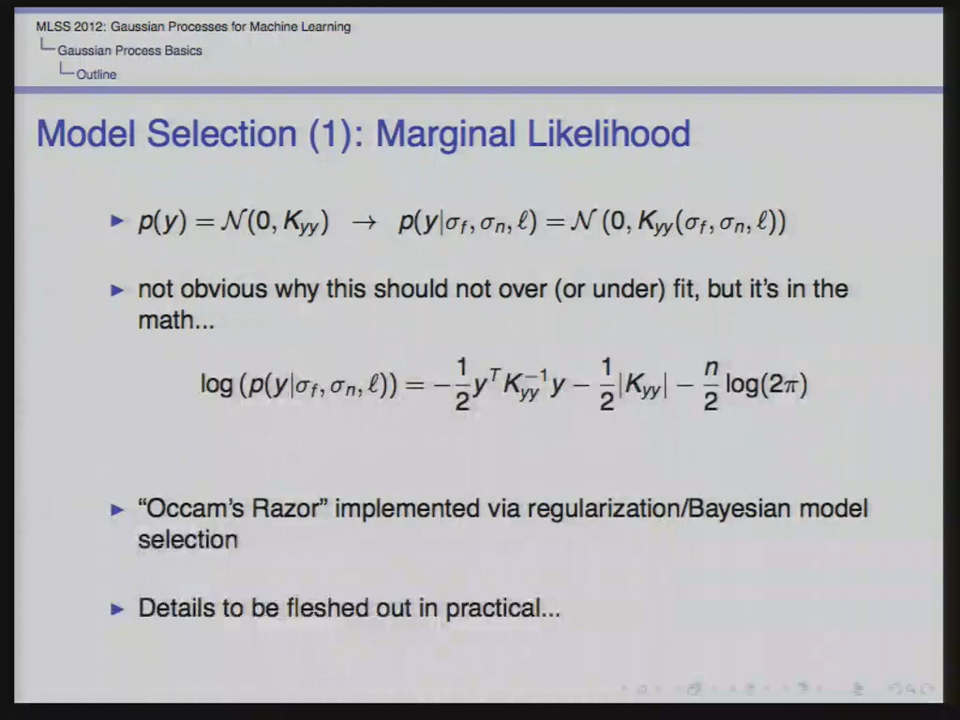 MLSS 2012: Gaussian Processes for Machine Learning
Gaussian Process Basics
Outline
Model Selection (1): Marginal Likelihood
▶ p(y) = 𝒩(0, K_yy) → p(y|σ_f, σ_n, ℓ) = 𝒩 (0, K_yy(σ_f, σ_n, ℓ))
▶ not obvious why this should not over (or under) fit, but it's in the
math...
log (p(y|σ_f, σ_n, ℓ)) = −1/2 y^T K_yy^−1 y − 1/2 |K_yy| − n/2 log(2π)
▶ “Occam's Razor” implemented via regularization/Bayesian model
selection
▶ Details to be fleshed out in practical...